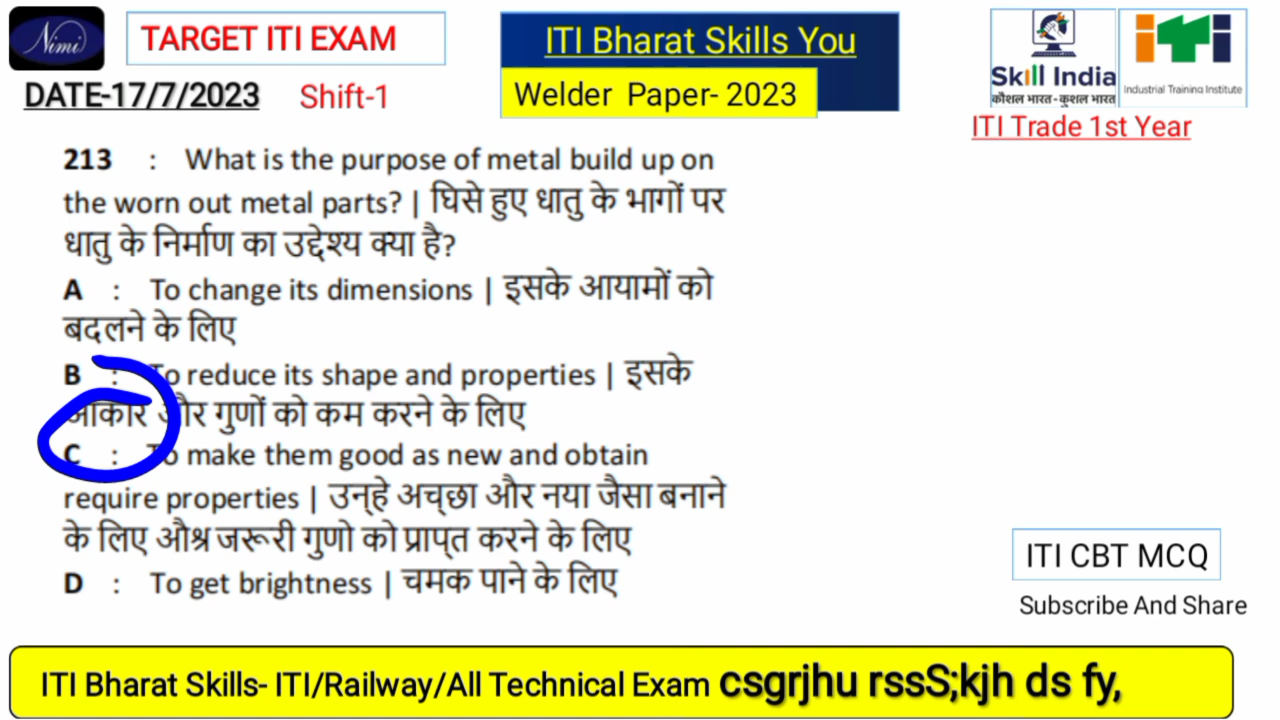 Nimi
TARGET ITI EXAM
ITI Bharat Skills You
DATE-17/7/2023 Shift-1
Welder Paper- 2023
Skill India
कौशल भारत-कुशल भारत
iTi
Industrial Training Institute
ITI Trade 1st Year
213 : What is the purpose of metal build up on
the worn out metal parts? | घिसे हुए धातु के भागों पर
धातु के निर्माण का उद्देश्य क्या है?
A : To change its dimensions | इसके आयामों को
बदलने के लिए
B : To reduce its shape and properties | इसके
आकार और गुणों को कम करने के लिए
C : To make them good as new and obtain
require properties | उन्हे अच्छा और नया जैसा बनाने
के लिए औश्र जरूरी गुणो को प्राप्त करने के लिए
D : To get brightness | चमक पाने के लिए
ITI CBT MCQ
Subscribe And Share
ITI Bharat Skills- ITI/Railway/All Technical Exam csgrjhu rssS;kjh ds fy,